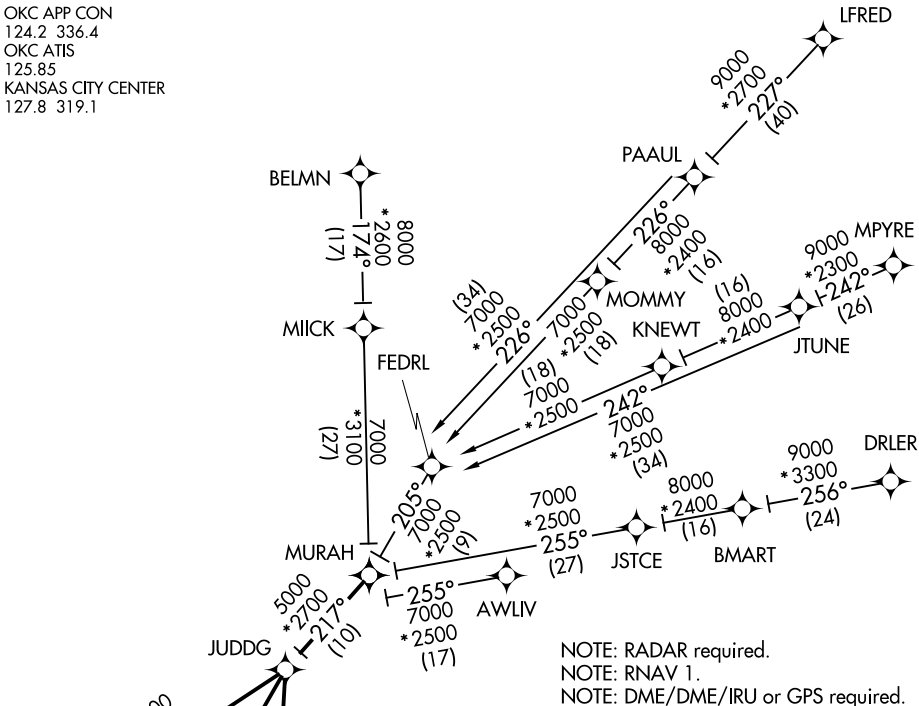 OKC APP CON
124.2 336.4
OKC ATIS
125.85
KANSAS CITY CENTER
127.8 319.1
LFRED
9000
*2700
227°
(40)
PAAUL
BELMN
8000
*2600
174°
(17)
226°
8000
*2400
(16)
MPYRE
9000
*2300
242°
(26)
MOMMY
(34)
7000
*2500
226°
7000
*2500
(18)
(16)
8000
*2400
KNEWT
JTUNE
MIICK
FEDRL
(18)
7000
*2500
242°
7000
*2500
(34)
7000
*3100
(27)
DRLER
9000
*3300
256°
(24)
8000
*2400
(16)
BMART
205°
7000
*2500
(9)
7000
*2500
255°
(27)
JSTCE
MURAH
255°
7000
*2500
(17)
AWLIV
5000
*2700
217°
(10)
JUDDG
NOTE: RADAR required.
NOTE: RNAV 1.
NOTE: DME/DME/IRU or GPS required.